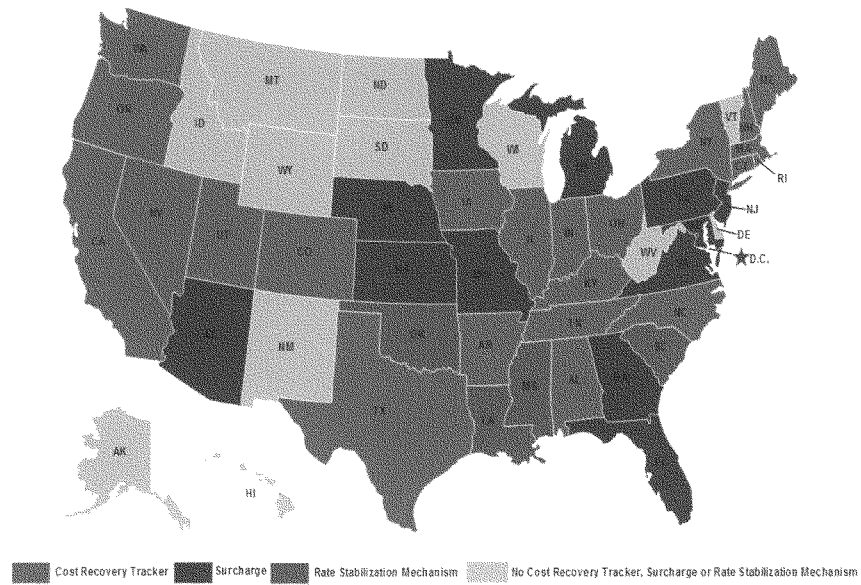 WA
MT
ND
OR
ID
SD
WY
WI
VT
NY
RI
NJ
DE
D.C.
WV
NV
UT
CO
CA
IA
IL
IN
OH
KY
TN
NC
SC
NM
OK
AR
TX
AL
AK
HI
Cost Recovery Tracker Surcharge Rate Stabilization Mechanism No Cost Recovery Tracker, Surcharge or Rate Stabilization Mechanism